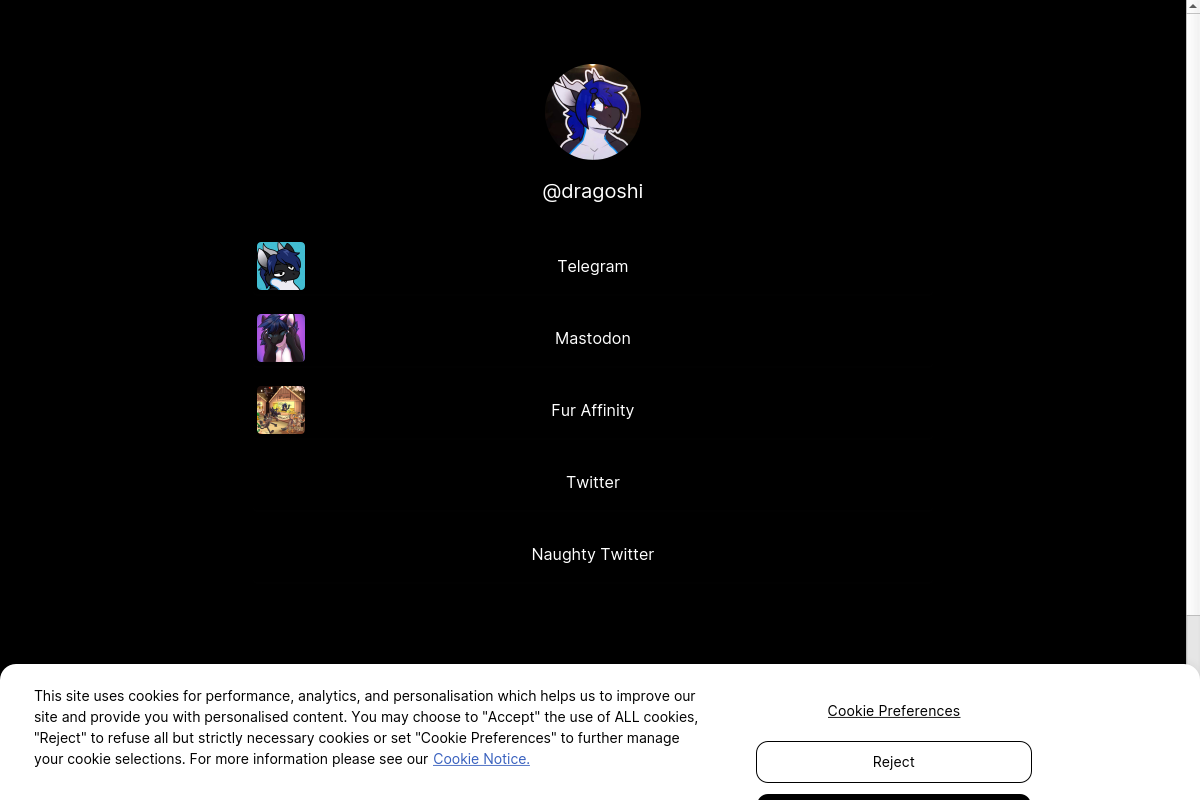 @dragoshi
Telegram
Mastodon
Fur Affinity
Twitter
Naughty Twitter
This site uses cookies for performance, analytics, and personalisation which helps us to improve our
site and provide you with personalised content. You may choose to "Accept" the use of ALL cookies,
"Reject" to refuse all but strictly necessary cookies or set "Cookie Preferences" to further manage
your cookie selections. For more information please see our Cookie Notice.
Cookie Preferences
Reject